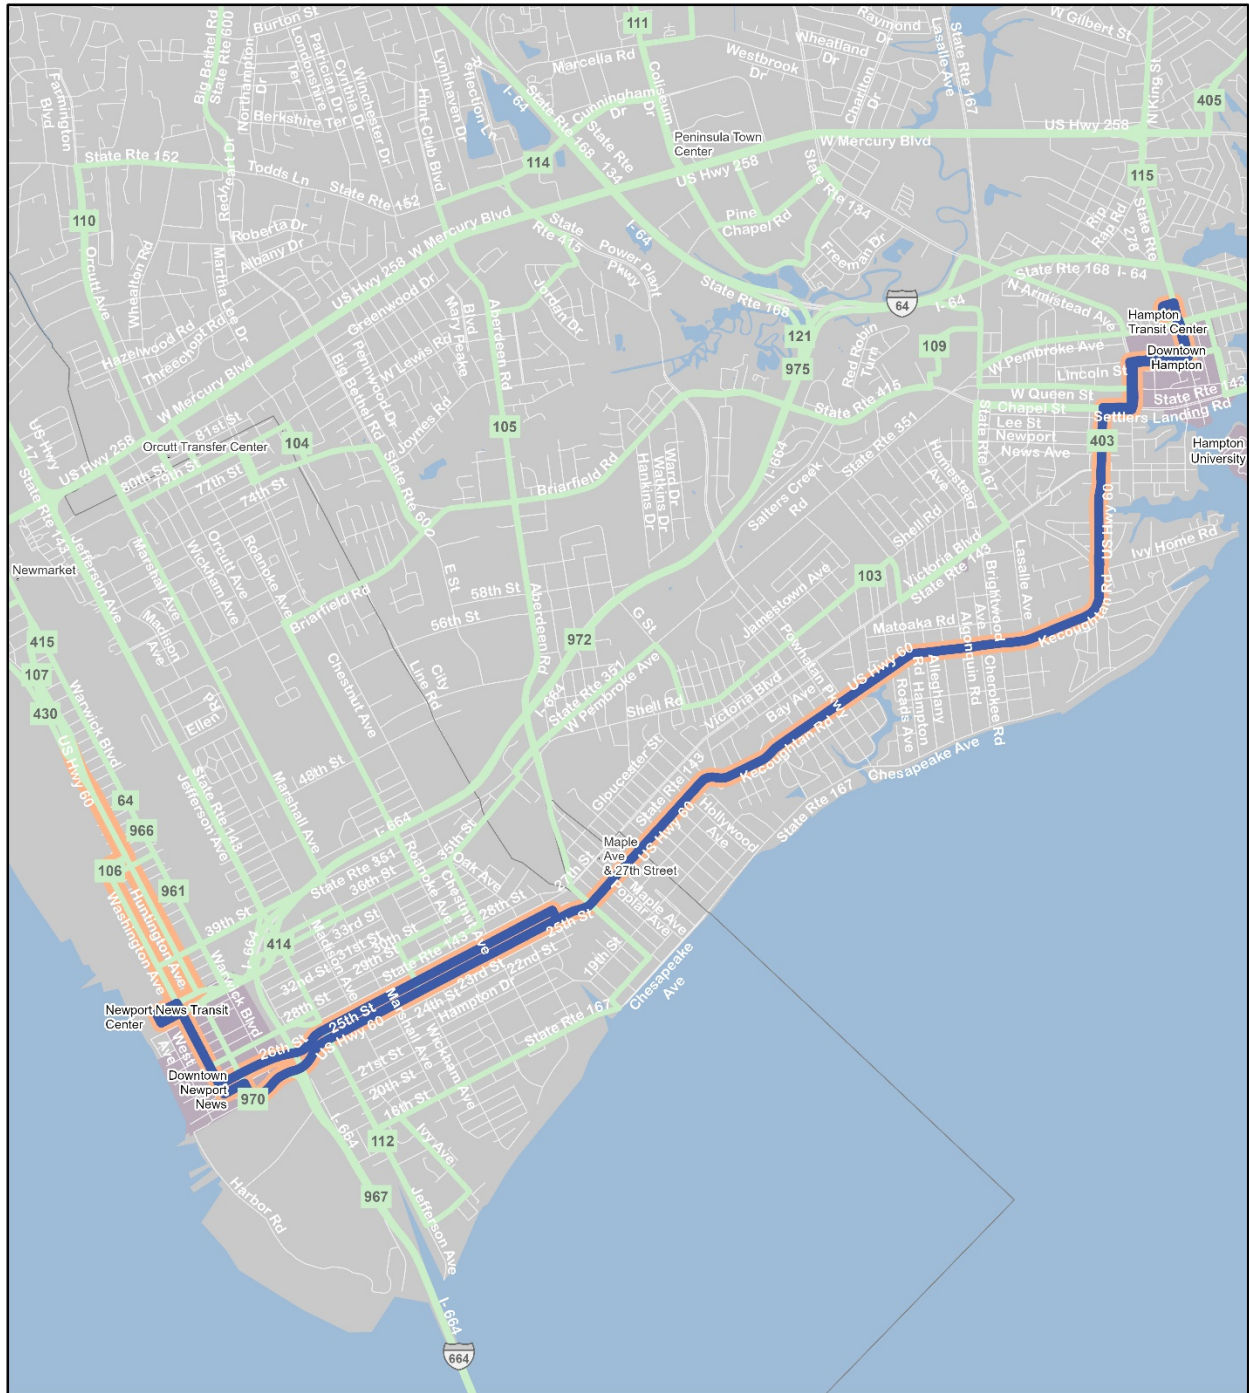 Burton St
111
Raymond Dr
W Gilbert St
Wheatland Dr
Lasalle Ave
State Rte 167
Big Bethel Rd
State Rte 600
Northampton Dr
Londonshire Ter
Patrician Dr
Cynthia Dr
Winchester Dr
Hunt Club Blvd
Lynnhaven Dr
Reflection Ln
I- 64
Marcella Rd
Westbrook Dr
Charlton Dr
N King St
Farmington Blvd
State Rte 168
Cunningham Dr
Coliseum Dr
405
Berkshire Ter
State Rte 134
Peninsula Town
Center
US Hwy 258
W Mercury Blvd
State Rte 152
Todds Ln
114
US Hwy 258
115
State Rte 152
State Rte 134
110
Roberta Dr
Albany Dr
W Mercury Blvd
State Rte 415
Pine Chapel Rd
Rip Rap Rd
State Rte 278
Orcutt Ave
Wheaalton Rd
Martha Lee Dr
US Hwy 258
Power Plant Pkwy
I-64
Freeman Dr
State Rte 168 I- 64
Greenwood Dr
Jordan Dr
State Rte 168
64
I- 64
N Armistead Ave
Hampton
Transit Center
Mary Peake Blvd
Aberdeen Rd
Hazelwood Rd
Threechopt Rd
Pennwood Dr
W Lewis Rd
Big Bethel Rd
121
975
Red Robin Turn
109
W Pembroke Ave
Downtown
Hampton
Lincoln St
W Mercury Blvd
Joynes Rd
State Rte 415
W Queen St
State Rte 143
Chapel St
Settlers Landing Rd
US Hwy 17
81st St
104
105
State Rte 351
Lee St
Newport News Ave
403
Hampton
University
US Hwy 258
Orcutt Transfer Center
80th St
79th St
77th St
74th St
State Rte 600
Briarfield Rd
Ward Dr
Watkins Dr
Hankins Dr
I-664
Salters Creek Rd
Homestead Ave
State Rte 167
State Rte 143
Jefferson Ave
Marshall Ave
Wickham Ave
Orcutt Ave
Roanoke Ave
Shell Rd
US Hwy 60
Ivy Home Rd
Newmarket
E St
58th St
56th St
Aberdeen Rd
Jamestown Ave
103
Victoria Blvd
State Rte 143
Lasalle Ave
Briarfield Rd
Madison Ave
972
G St
Matoaka Rd
Kecoughtan Rd
415
107
430
Chestnut Ave
City Line Rd
State Rte 351
W Pembroke Ave
Powhatan Pkwy
US Hwy 60
Algonquin Rd
Cherokee Rd
Alleghany Rd
Warwick Blvd
Ellen Rd
I-664
Shell Rd
Victoria Blvd
Bay Ave
Hampton Roads Ave
US Hwy 60
48th St
Kecoughtan Rd
Chesapeake Ave
64
State Rte 143
Jefferson Ave
Marshall Ave
Gloucester St
State Rte 143
State Rte 167
966
I- 664
35th St
US Hwy 60
Hollywood Ave
106
State Rte 351
36th St
Oak Ave
Roanoke Ave
Chestnut Ave
27th St
Maple
Ave
& 27th Street
961
Huntington Ave
Washington Ave
39th St
33rd St
31st St
30th St
29th St
28th St
25th St
Maple Ave
Poplar Ave
414
I- 664
Madison Ave
State Rte 143
32nd St
23rd St
22nd St
19th St
Chesapeake Ave
Warwick Blvd
28th St
25th St
Marshall Ave
24th St
Hampton Dr
State Rte 167
Newport News Transit
Center
West Ave
26th St
US Hwy 60
Wickham Ave
21st St
20th St
16th St
Downtown
Newport
News
970
I- 664
112
Ivy Ave
Harbor Rd
967
Jefferson Ave
I- 664
664